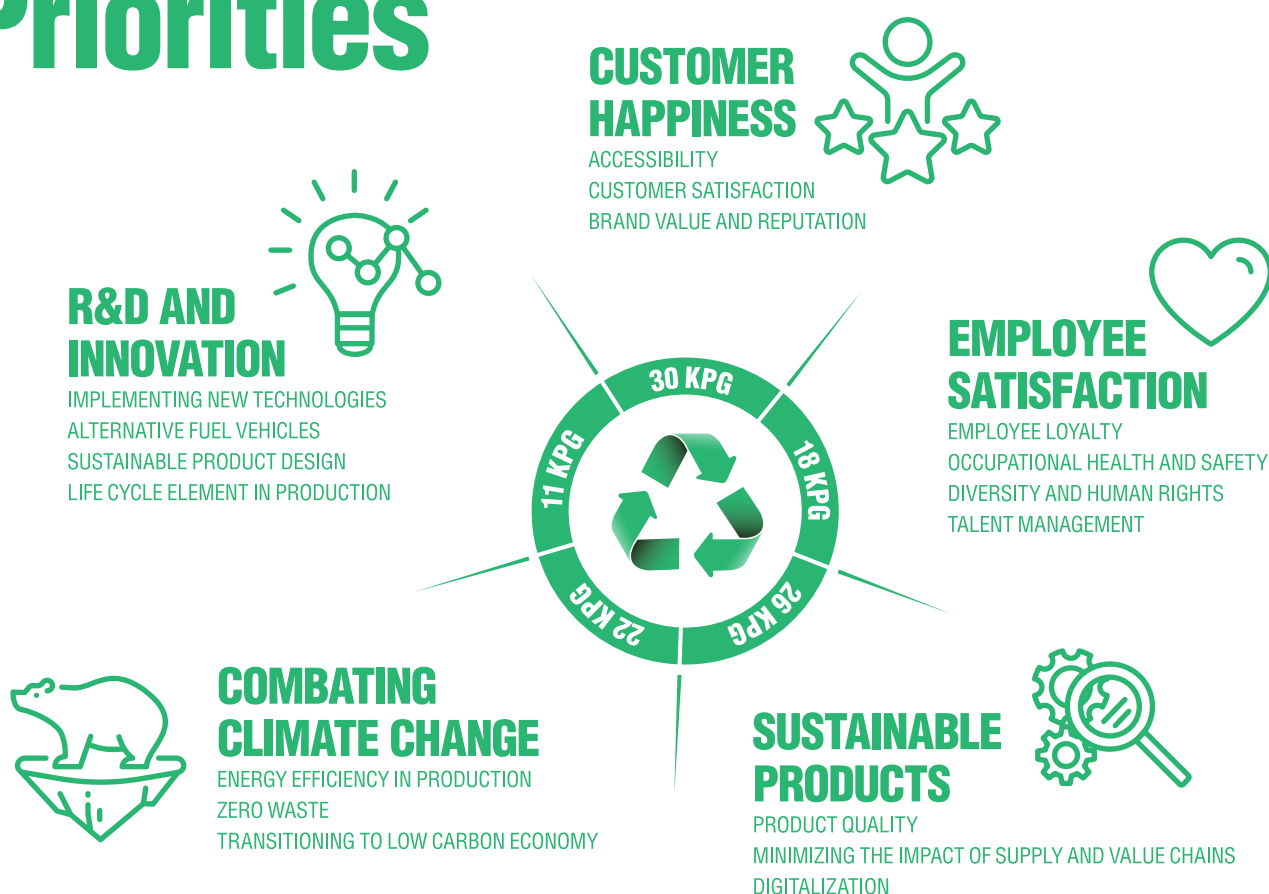 Priorities
CUSTOMER
HAPPINESS
ACCESSIBILITY
CUSTOMER SATISFACTION
BRAND VALUE AND REPUTATION
R&D AND
INNOVATION
IMPLEMENTING NEW TECHNOLOGIES
ALTERNATIVE FUEL VEHICLES
SUSTAINABLE PRODUCT DESIGN
LIFE CYCLE ELEMENT IN PRODUCTION
EMPLOYEE
SATISFACTION
EMPLOYEE LOYALTY
OCCUPATIONAL HEALTH AND SAFETY
DIVERSITY AND HUMAN RIGHTS
TALENT MANAGEMENT
30 KPG
18 KPG
26 KPG
22 KPG
11 KPG
COMBATING
CLIMATE CHANGE
ENERGY EFFICIENCY IN PRODUCTION
ZERO WASTE
TRANSITIONING TO LOW CARBON ECONOMY
SUSTAINABLE
PRODUCTS
PRODUCT QUALITY
MINIMIZING THE IMPACT OF SUPPLY AND VALUE CHAINS
DIGITALIZATION